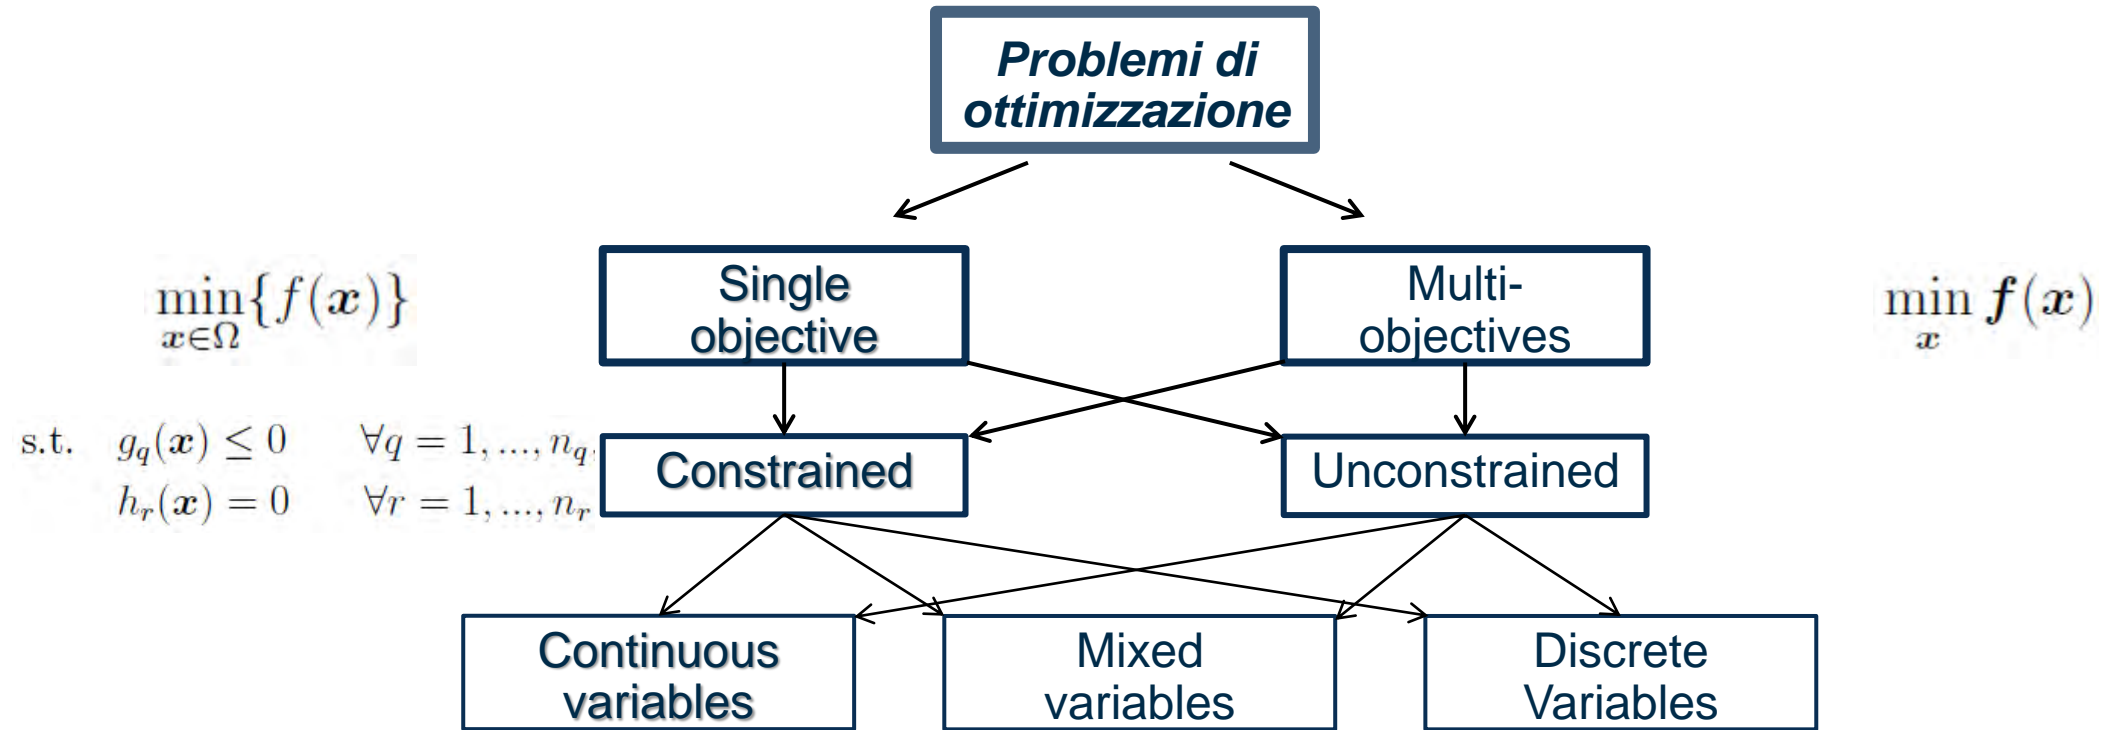 Problemi di
ottimizzazione
min{f(x)}
x∈Ω
Single
objective
Multi-
objectives
min f(x)
x
s.t. g_q(x) ≤ 0 ∀q = 1, ..., n_q,
h_r(x) = 0 ∀r = 1, ..., n_r
Constrained
Unconstrained
Continuous
variables
Mixed
variables
Discrete
Variables